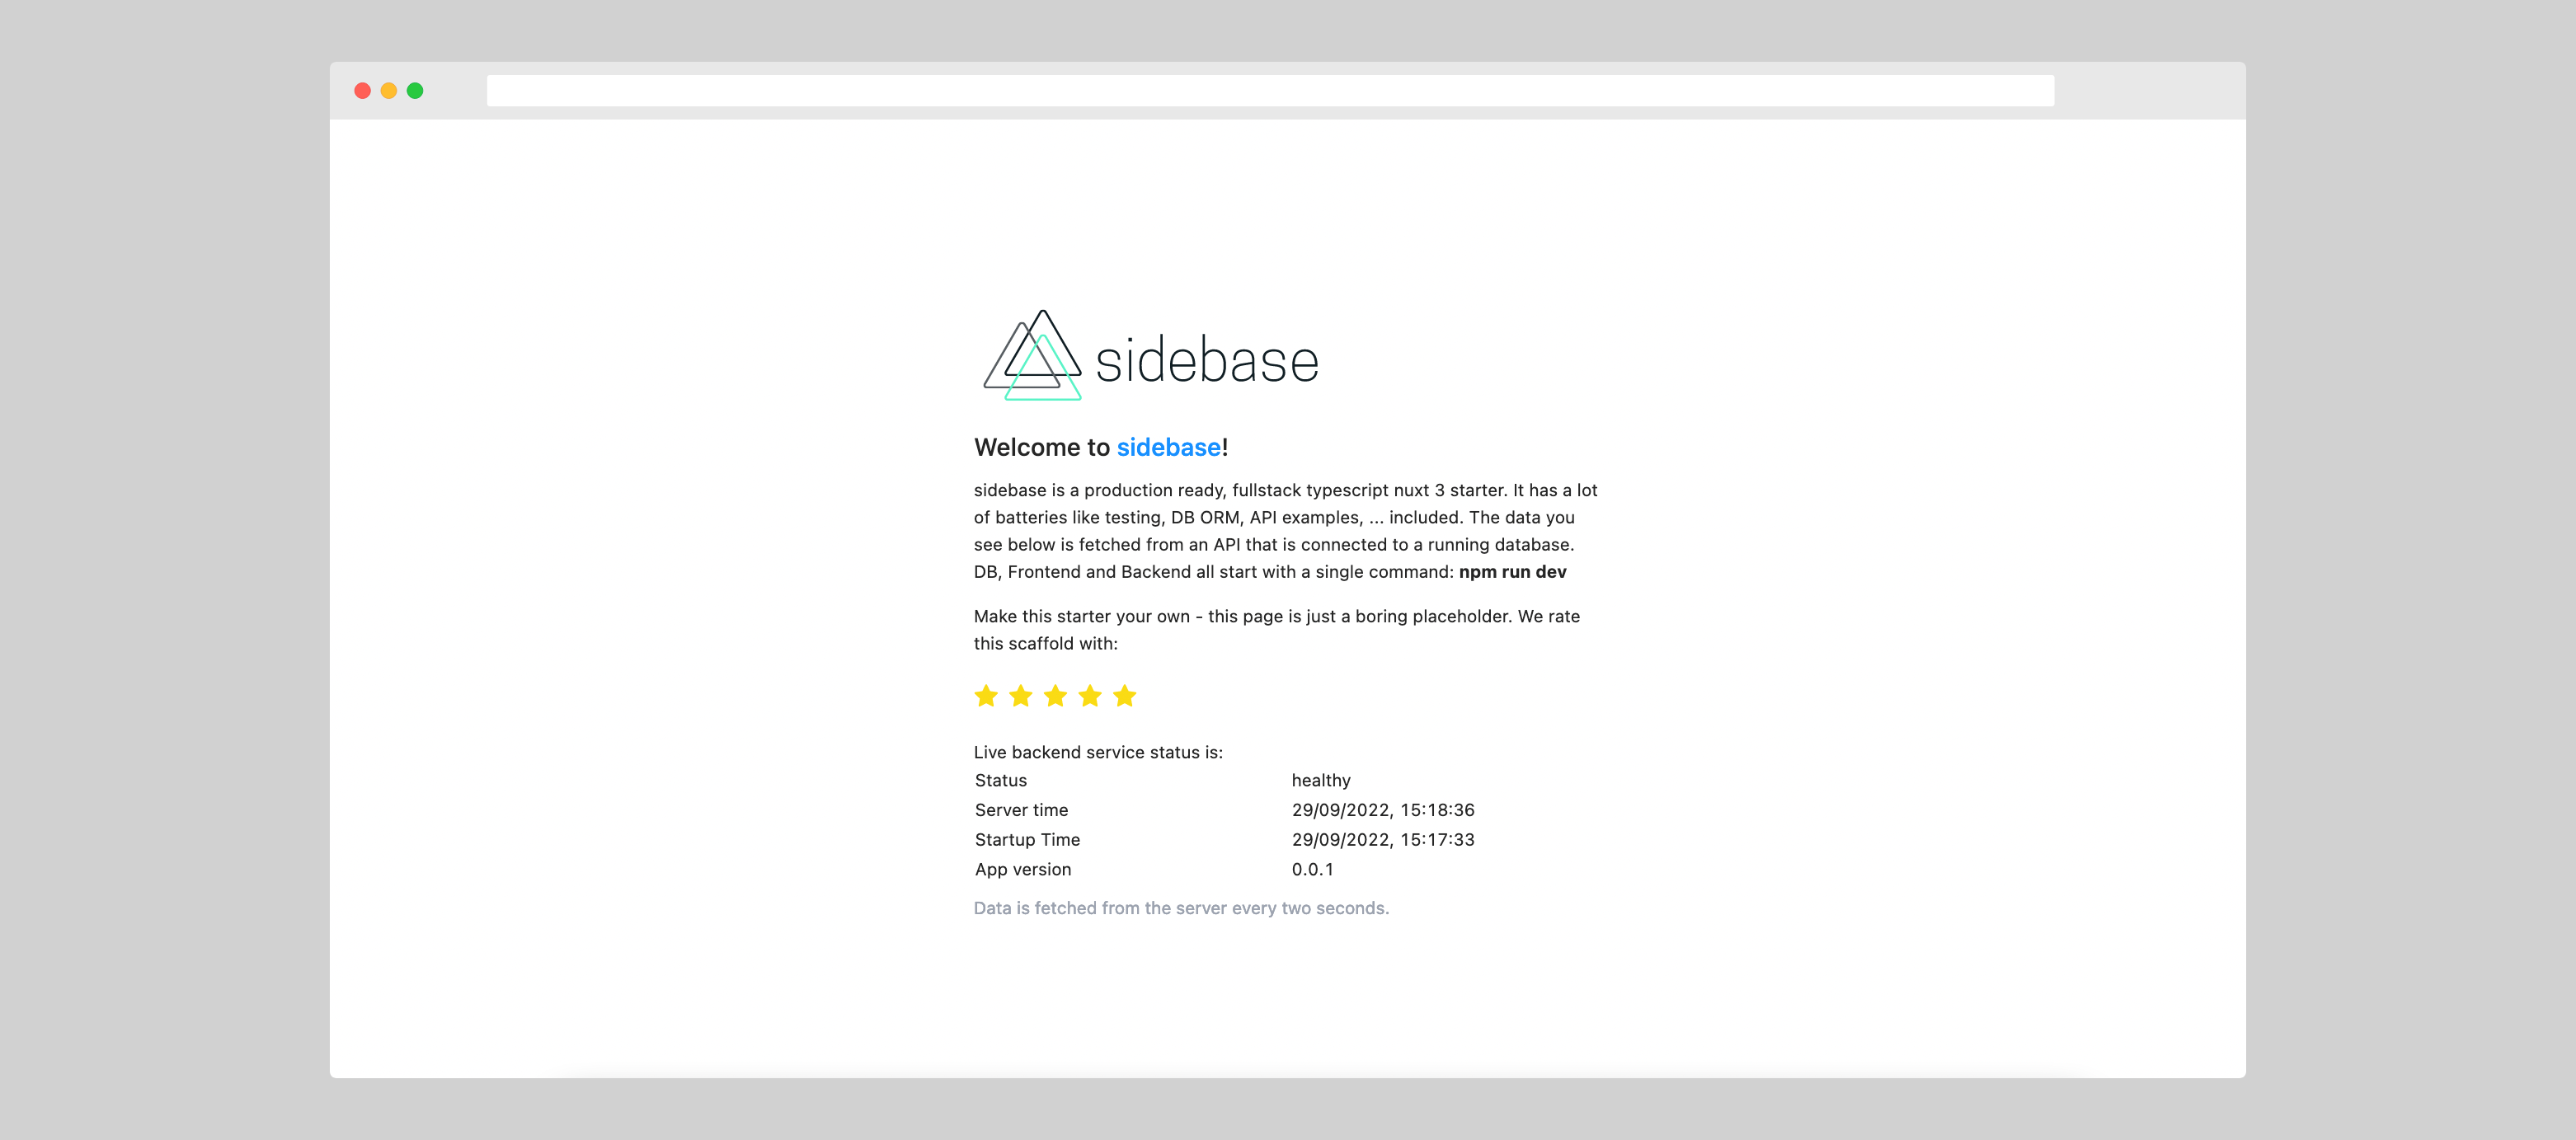 sidebase
Welcome to sidebase!
sidebase is a production ready, fullstack typescript nuxt 3 starter. It has a lot
of batteries like testing, DB ORM, API examples, ... included. The data you
see below is fetched from an API that is connected to a running database.
DB, Frontend and Backend all start with a single command: npm run dev
Make this starter your own - this page is just a boring placeholder. We rate
this scaffold with:
Live backend service status is:
Status healthy
Server time 29/09/2022, 15:18:36
Startup Time 29/09/2022, 15:17:33
App version 0.0.1
Data is fetched from the server every two seconds.